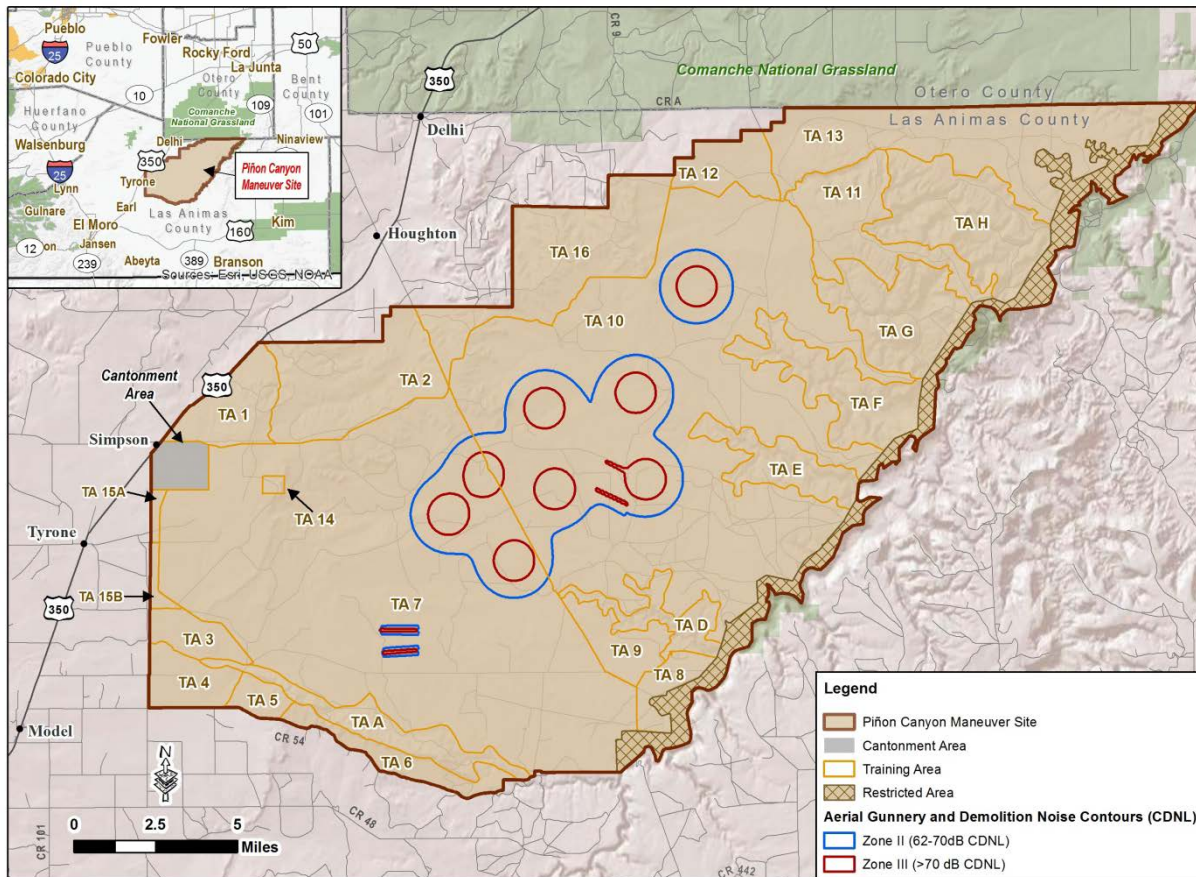 Pueblo
Fowler
50
25
Pueblo
County
Rocky Ford
La Junta
Colorado City
Otero
County
Bent
County
10
109
101
Huerfano
County
Comanche
National Grassland
Walsenburg
Delhi
Ninaview
350
25
Piñon Canyon
Maneuver Site
Lynn
Tyrone
Gulnare
Earl
Las Animas
County
El Moro
Kim
160
12
on
Jansen
239
Abeyta
389
Branson
Sources: Esri, USGS, NOAA
CR 9
350
Comanche National Grassland
CR A
Otero County
Las Animas County
Delhi
TA 13
TA 12
TA 11
TA H
Houghton
TA 16
TA 10
TA G
350
Cantonment
Area
TA 2
TA 1
TA F
Simpson
TA E
TA 15A
TA 14
Tyrone
350
TA 15B
TA 7
TA D
TA 3
TA 9
TA 8
TA 4
TA 5
TA A
Model
CR 54
TA 6
N
CR 48
CR 101
CR 442
0
2.5
5
Miles
Legend
Piñon Canyon Maneuver Site
Cantonment Area
Training Area
Restricted Area
Aerial Gunnery and Demolition Noise Contours (CDNL)
Zone II (62-70dB CDNL)
Zone III (>70 dB CDNL)